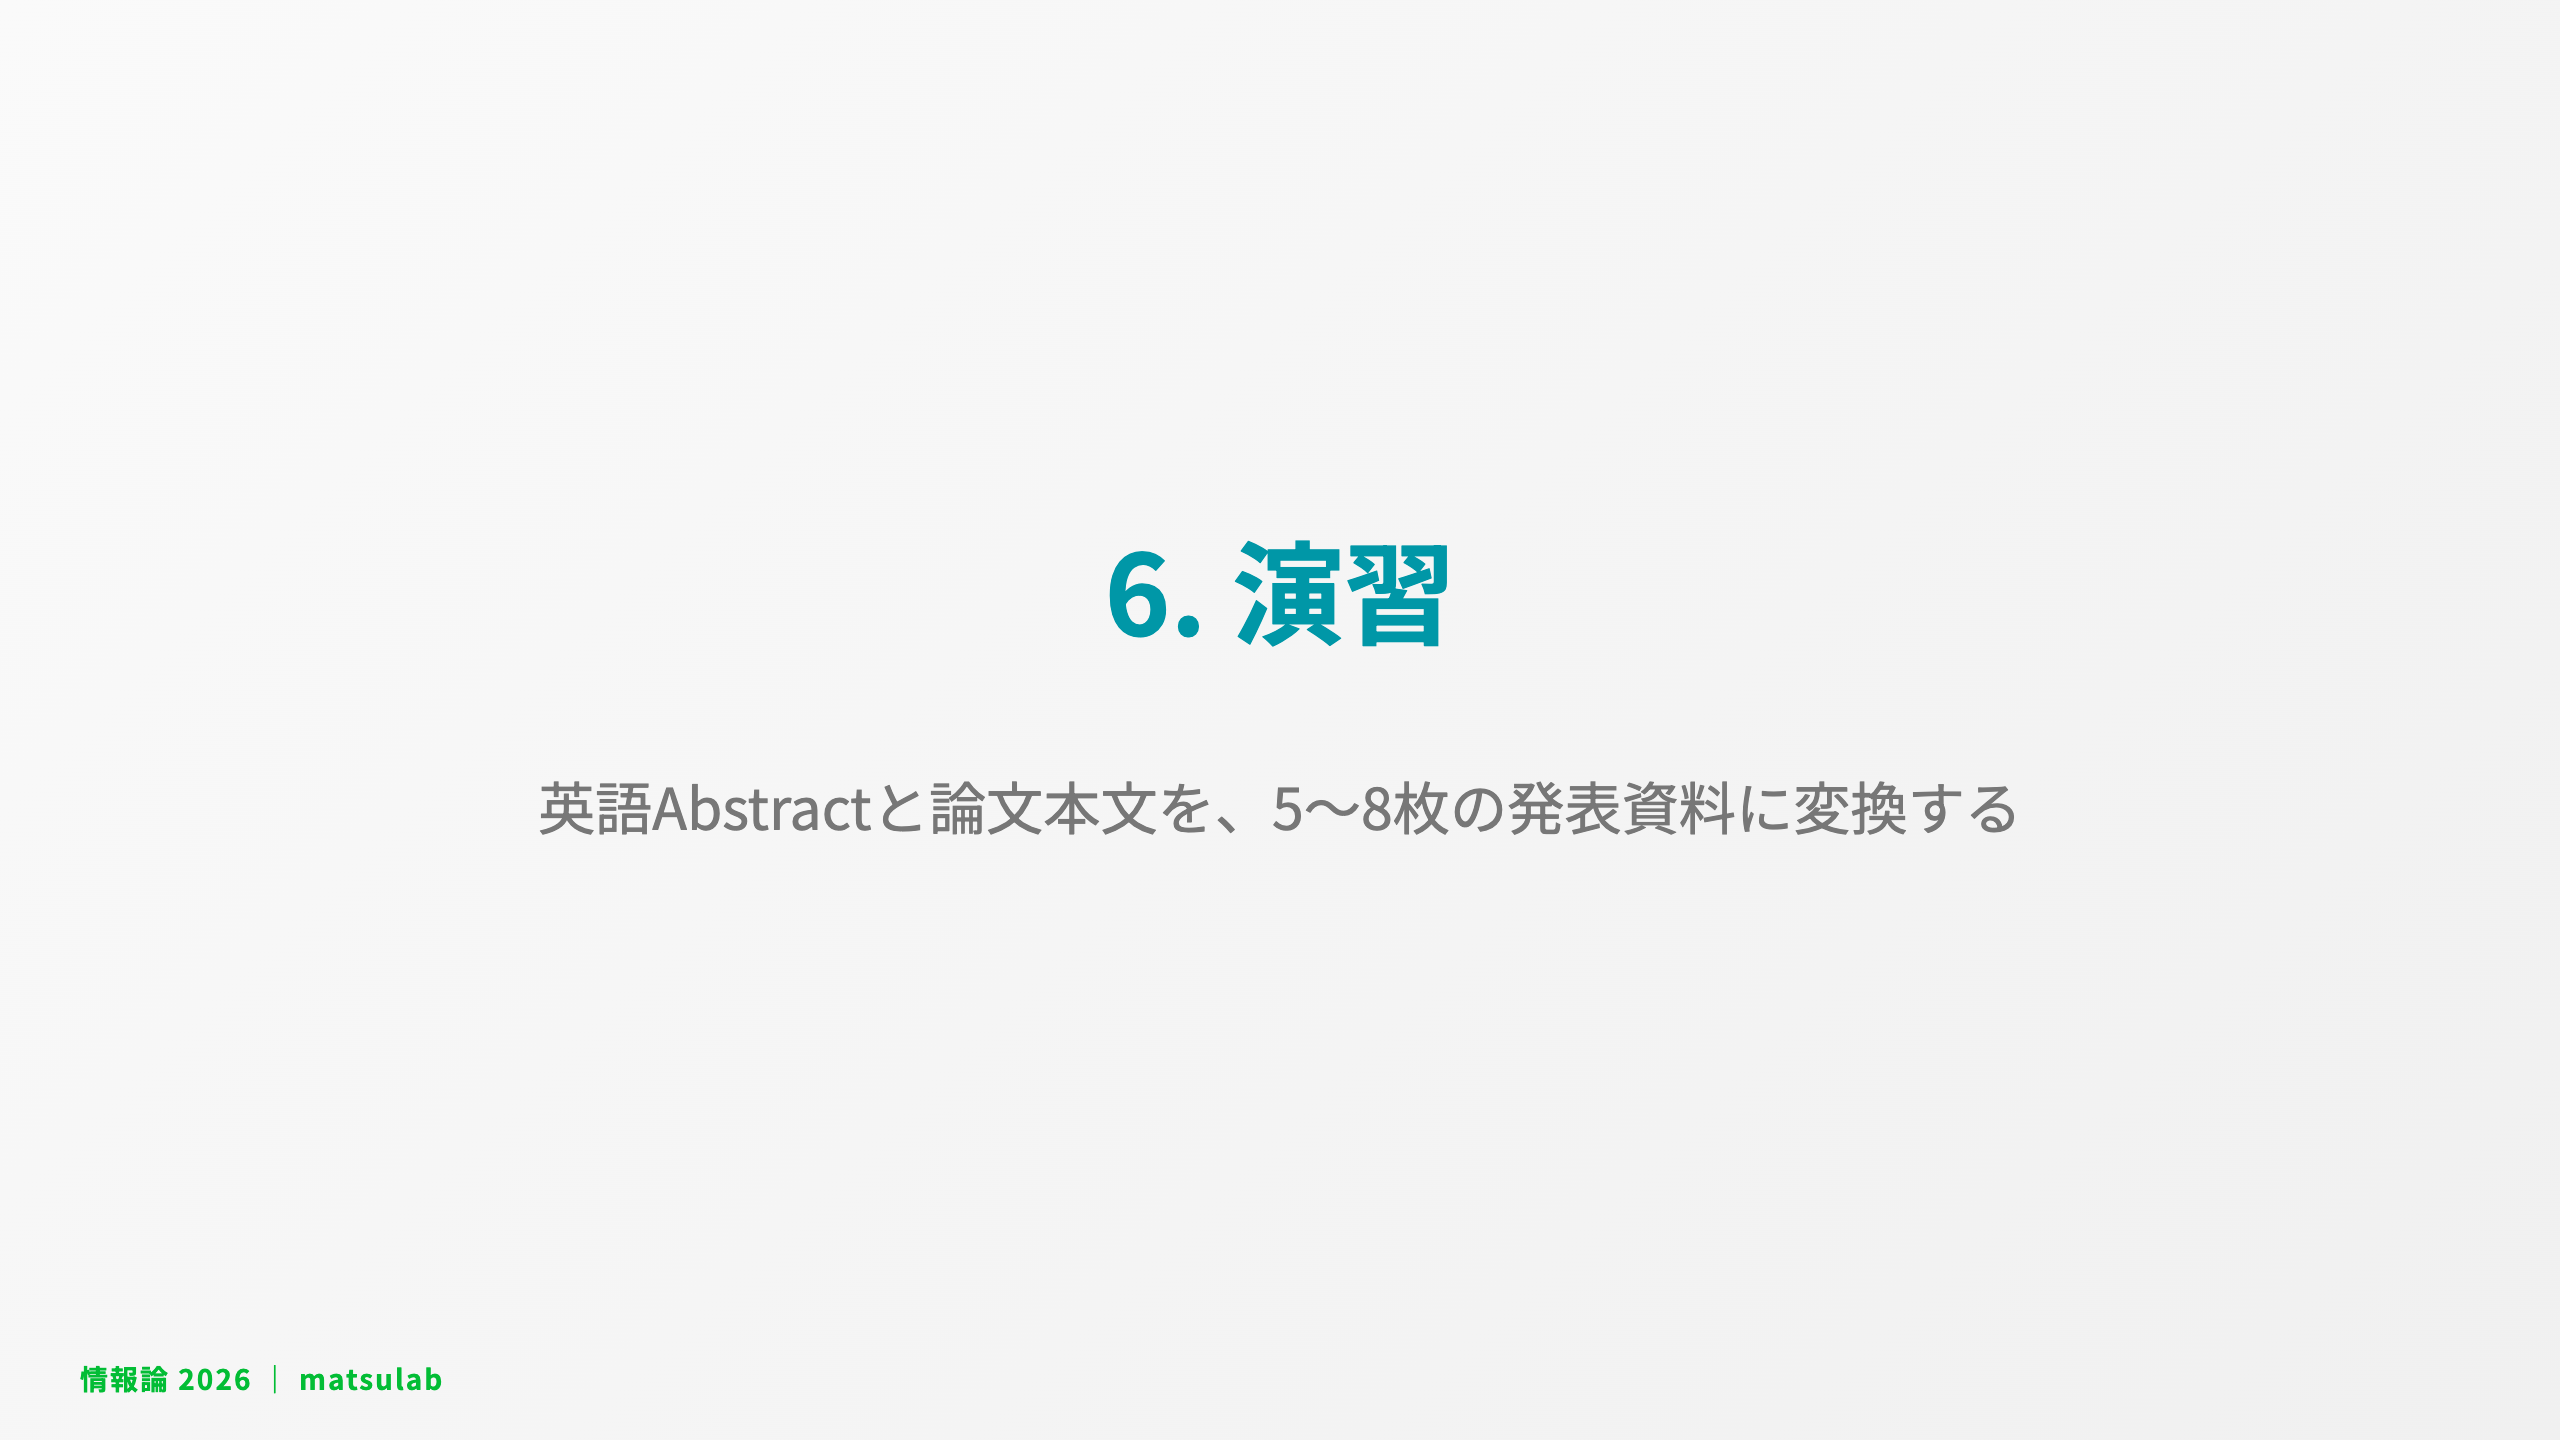 6. 演習
英語Abstractと論文本文を、5〜8枚の発表資料に変換する
情報論 2026 | matsulab